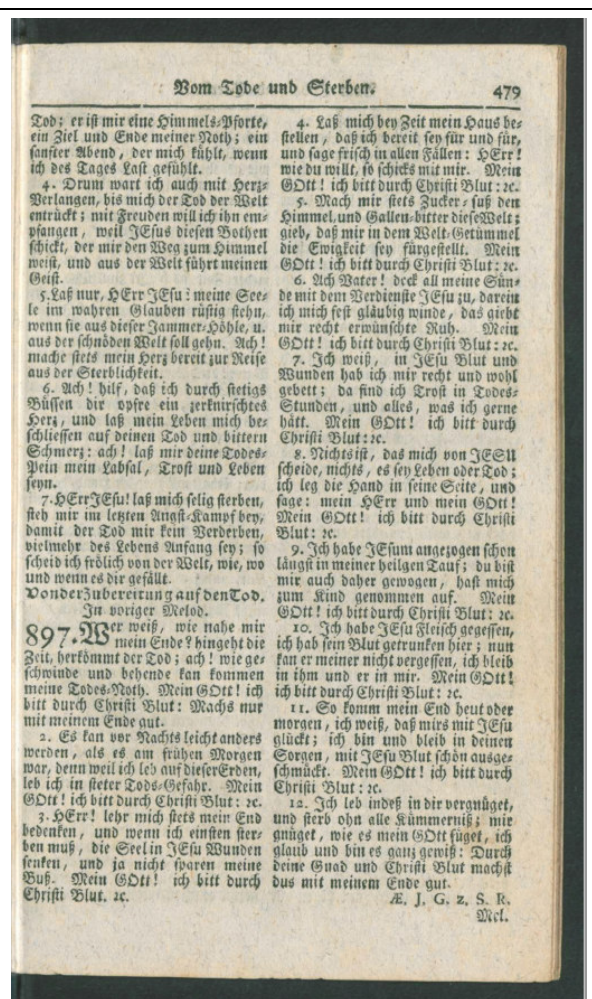 Vom Tode und Sterben. 479
Tod; er ist mir eine Himmels-Pforte,
ein Ziel und Ende meiner Noth; ein
sanfter Abend, der mich kühlt, wenn
ich des Tages Last gefühlt.
4. Drum wart ich auch mit Herz-
Verlangen, bis mich der Tod der Welt
entrückt; mit Freuden will ich ihn em-
pfangen, weil JEsus diesen Bothen
schickt, der mir den Weg zum Himmel
weist, und aus der Welt führt meinen
Geist.
5. Laß nur, HErr JEsu! meine See-
le im wahren Glauben rüstig stehn,
wenn sie aus dieser Jammer-Höhle, u.
aus der schnöden Welt soll gehn. Ach!
mache stets mein Herz bereit zur Reise
aus der Sterblichkeit.
6. Ach! hilf, daß ich durch stetigs
Büssen dir opfre ein zerknirschtes
Herz, und laß mein Leben mich be-
schliessen auf deinen Tod und bittern
Schmerz: ach! laß mir deine Todes-
Pein mein Labsal, Trost und Leben
seyn.
7. HErr JEsu! laß mich selig sterben,
steh mir im letzten Angst-Kampf bey,
damit der Tod mir kein Verderben,
vielmehr des Lebens Anfang sey; so
scheid ich frölich von der Welt, wie, wo
und wenn es dir gefällt.
Von der Zubereitung auf den Tod.
In voriger Melod.
897. Wer weiß, wie nahe mir
mein Ende? hingeht die
Zeit, herkömmt der Tod; ach! wie ge-
schwinde und behende kan kommen
meine Todes-Noth. Mein GOtt! ich
bitt durch Christi Blut: Machs nur
mit meinem Ende gut.
2. Es kan vor Nachts leicht anders
werden, als es am frühen Morgen
war, denn weil ich leb auf dieser Erden,
leb ich in steter Tods-Gefahr. Mein
GOtt! ich bitt durch Christi Blut: ꝛc.
3. HErr! lehr mich stets mein End
bedenken, und wenn ich einsten ster-
ben muß, die Seel in JEsu Wunden
senken, und ja nicht sparen meine
Buß. Mein GOtt! ich bitt durch
Christi Blut. ꝛc.
4. Laß mich bey Zeit mein Haus be-
stellen, daß ich bereit sey für und für,
und sage frisch in allen Fällen: HErr!
wie du willt, so schicks mit mir. Mein
GOtt! ich bitt durch Christi Blut: ꝛc.
5. Mach mir stets Zucker-süß den
Himmel, und Gallen-bitter diese Welt;
gieb, daß mir in dem Welt-Getümmel
die Ewigkeit sey fürgestellt. Mein
GOtt! ich bitt durch Christi Blut: ꝛc.
6. Ach Vater! deck all meine Sün-
de mit dem Verdienste JEsu zu, darein
ich mich fest gläubig winde, das giebt
mir recht erwünschte Ruh. Mein
GOtt! ich bitt durch Christi Blut: ꝛc.
7. Ich weiß, in JEsu Blut und
Wunden hab ich mir recht und wohl
gebett; da find ich Trost in Todes-
Stunden, und alles, was ich gerne
hätt. Mein GOtt! ich bitt durch
Christi Blut: ꝛc.
8. Nichts ist, das mich von JESU
scheide, nichts, es sey Leben oder Tod;
ich leg die Hand in seine Seite, und
sage: mein HErr und mein GOtt!
Mein GOtt! ich bitt durch Christi
Blut: ꝛc.
9. Ich habe JEsum angezogen schon
längst in meiner heilgen Tauf; du bist
mir auch daher gewogen, hast mich
zum Kind genommen auf. Mein
GOtt! ich bitt durch Christi Blut: ꝛc.
10. Ich habe JEsu Fleisch gegessen,
ich hab sein Blut getrunken hier; nun
kan er meiner nicht vergessen, ich bleib
in ihm und er in mir. Mein GOtt!
ich bitt durch Christi Blut: ꝛc.
11. So komm mein End heut oder
morgen, ich weiß, daß mirs mit JEsu
glückt; ich bin und bleib in deinen
Sorgen, mit JEsu Blut schön ausge-
schmückt. Mein GOtt! ich bitt durch
Christi Blut: ꝛc.
12. Ich leb indeß in dir vergnüget,
und sterb ohn alle Kümmerniß; mir
gnüget, wie es mein GOtt füget, ich
glaub und bin es ganz gewiß: Durch
deine Gnad und Christi Blut machst
dus mit meinem Ende gut.
Æ. J. G. z. S. R.
Mel.